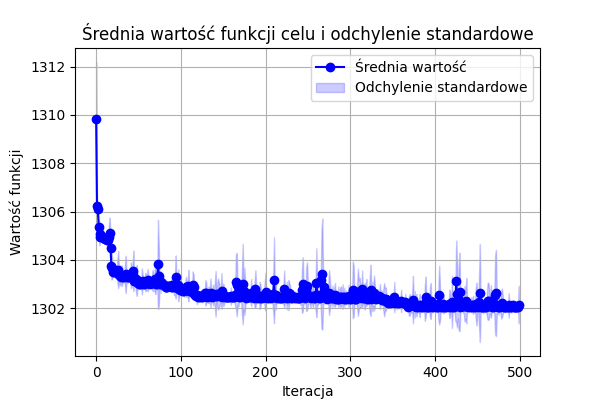 Średnia wartość funkcji celu i odchylenie standardowe
Średnia wartość
Odchylenie standardowe
Wartość funkcji
1312
1310
1308
1306
1304
1302
0 100 200 300 400 500
Iteracja